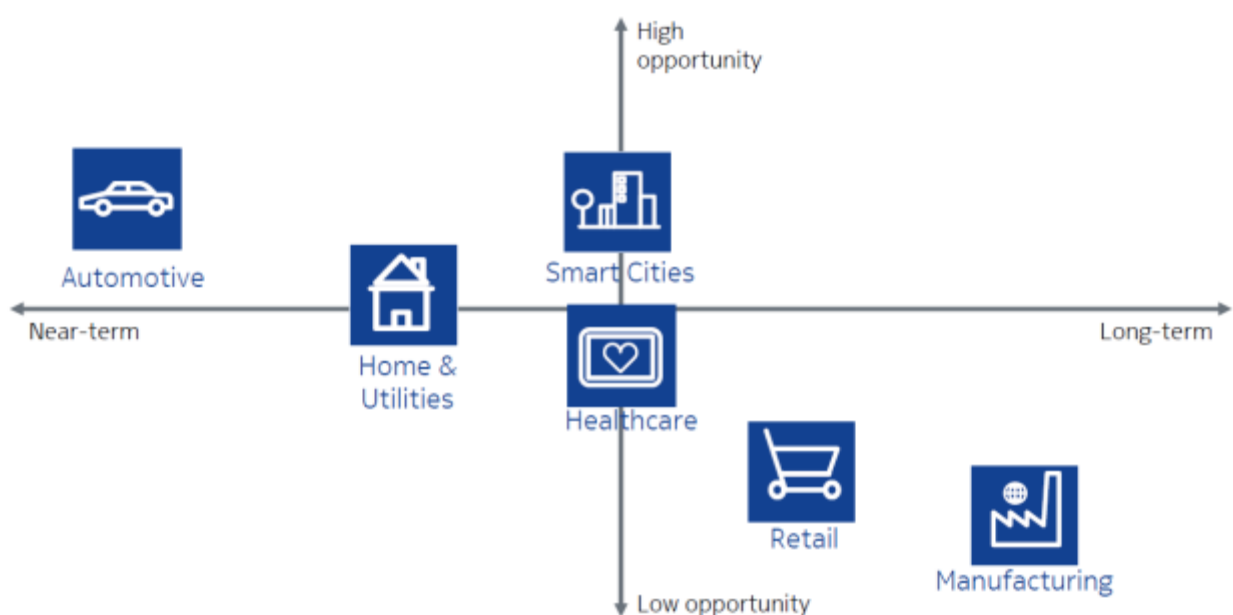 High
opportunity
Automotive
Smart Cities
Near-term
Long-term
Home &
Utilities
Healthcare
Retail
Manufacturing
Low opportunity